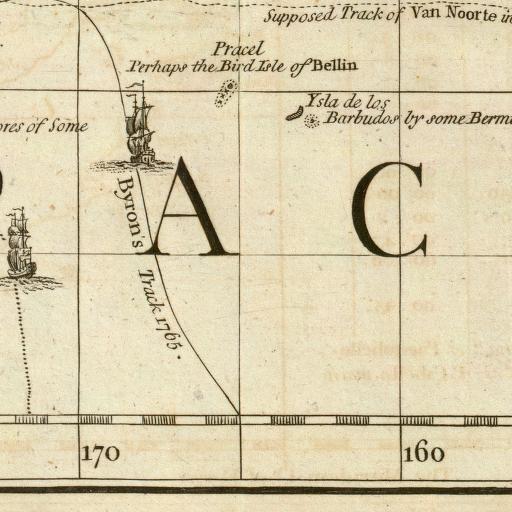 Supposed Track of Van Noorte in
Pracel
Perhaps the Bird Isle of Bellin
Ysla de los
Barbudos by some Berm
ores of Some
A C
Byron's Track 1765.
170 160